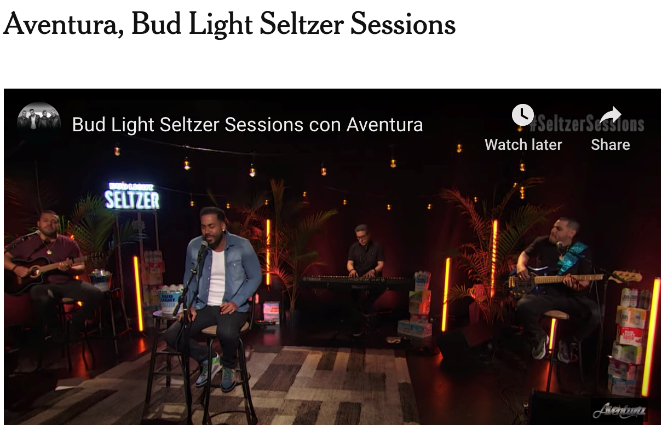 Aventura, Bud Light Seltzer Sessions
Bud Light Seltzer Sessions con Aventura
#SeltzerSessions
Watch later
Share
SELTZER
Aventura